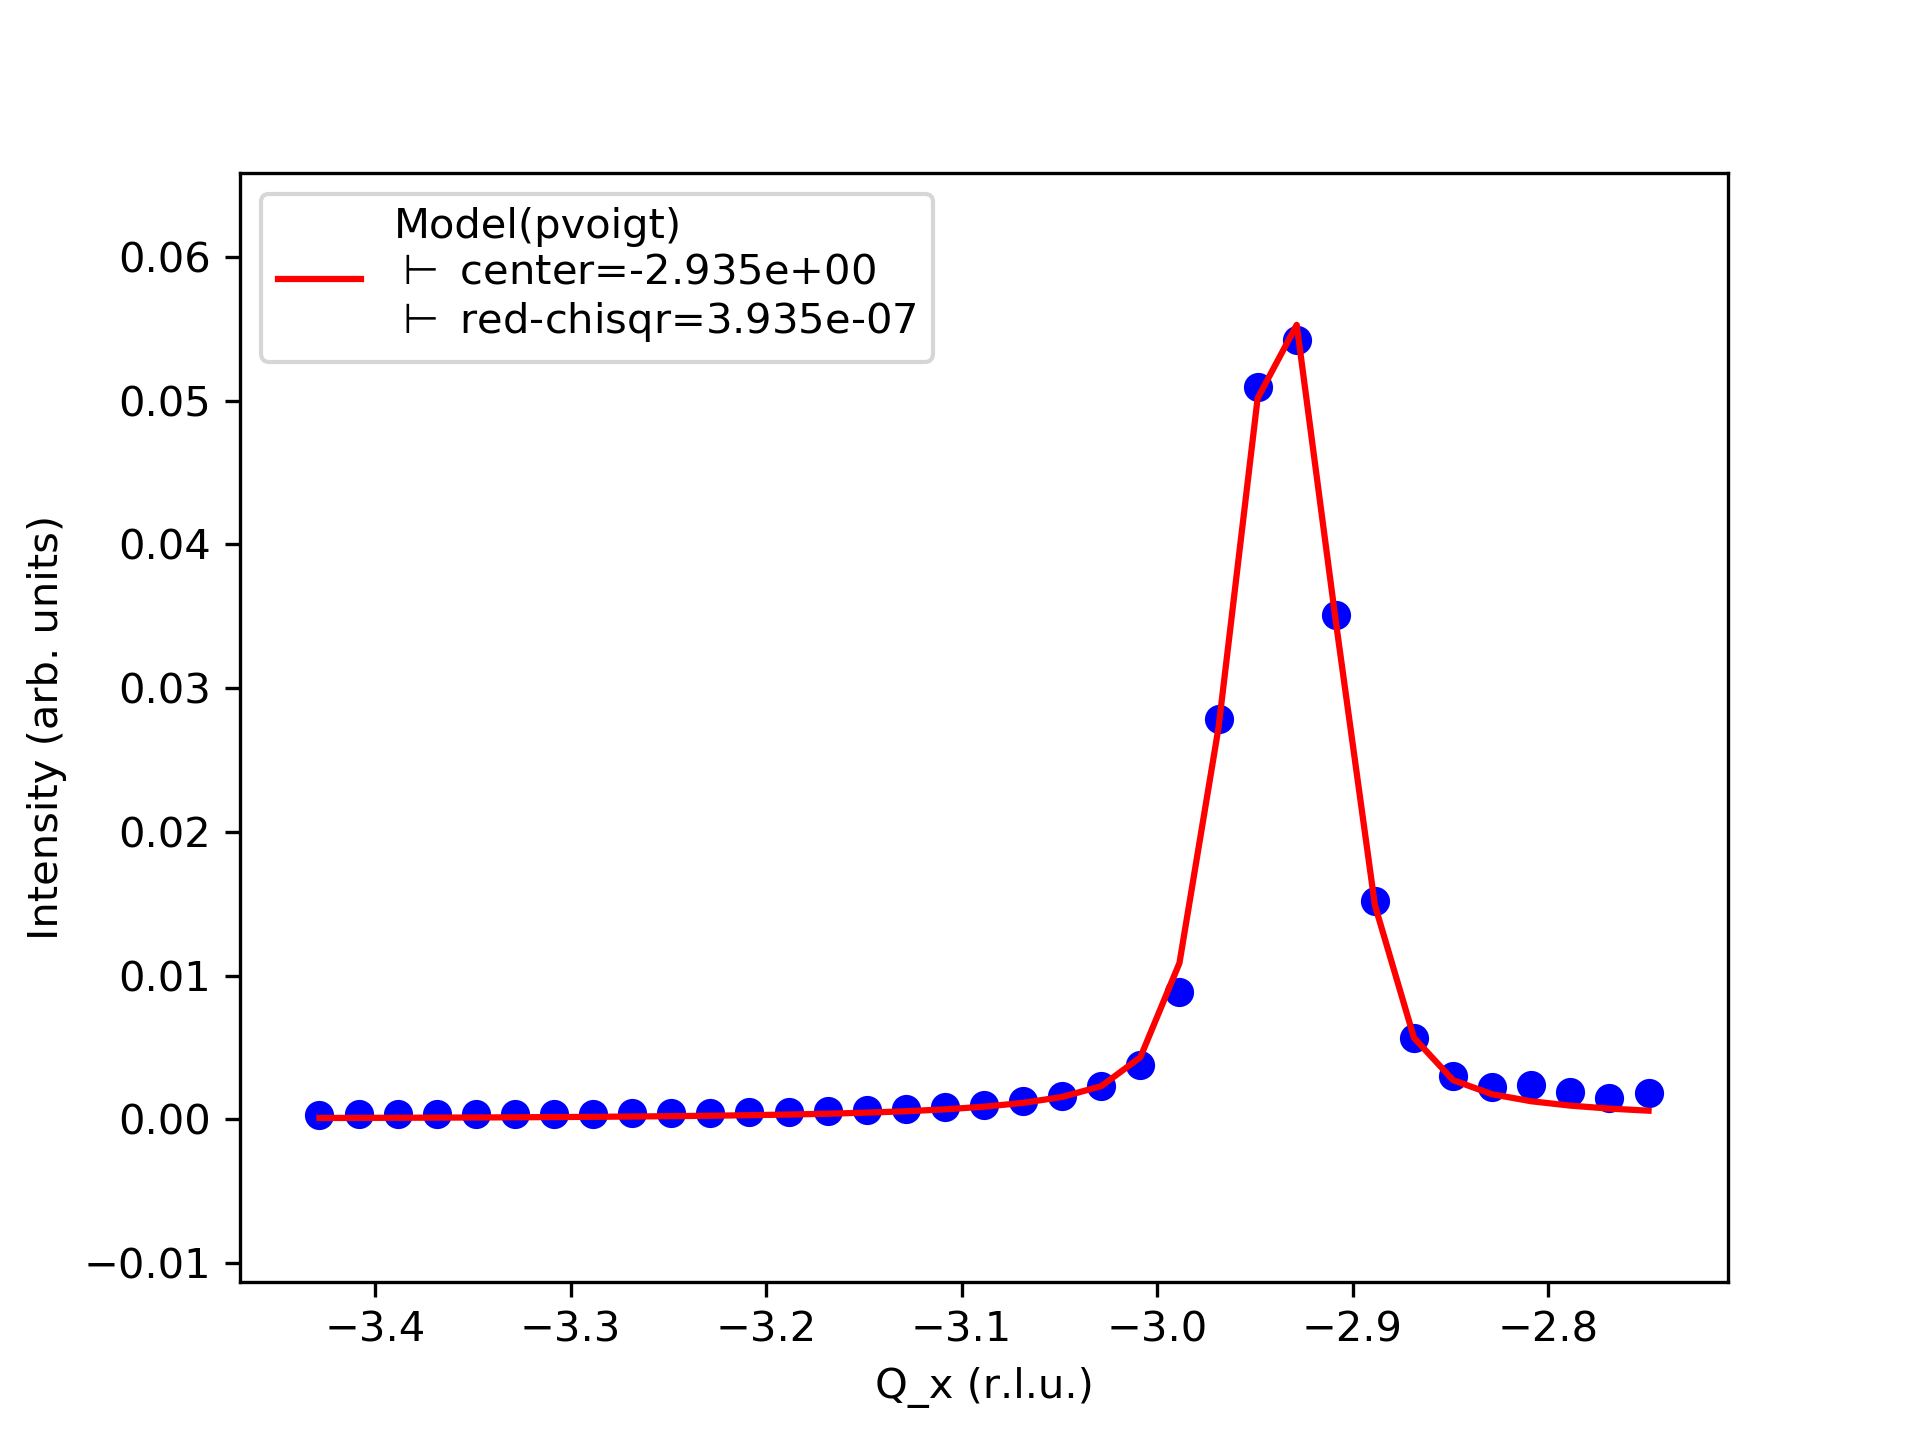 Model(pvoigt)
⊢ center=-2.935e+00
⊢ red-chisqr=3.935e-07
0.06
0.05
0.04
0.03
0.02
0.01
0.00
−0.01
Intensity (arb. units)
−3.4 −3.3 −3.2 −3.1 −3.0 −2.9 −2.8
Q_x (r.l.u.)